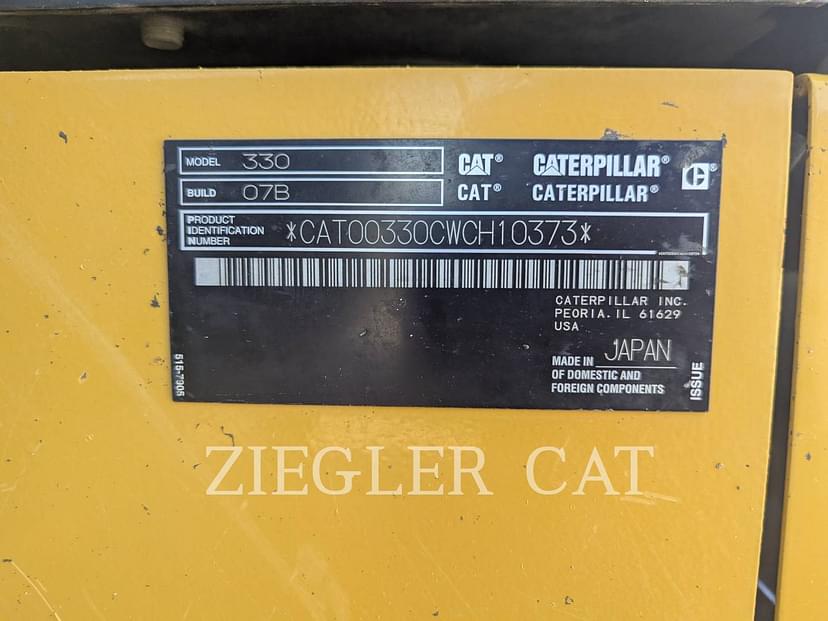 MODEL 330
BUILD 07B
CAT® CATERPILLAR®
CAT® CATERPILLAR®
PRODUCT
IDENTIFICATION
NUMBER
*CAT00330CWCH10373*
CATERPILLAR INC.
PEORIA, IL 61629
USA
MADE IN JAPAN
OF DOMESTIC AND
FOREIGN COMPONENTS
515-7905
ISSUE
ZIEGLER CAT